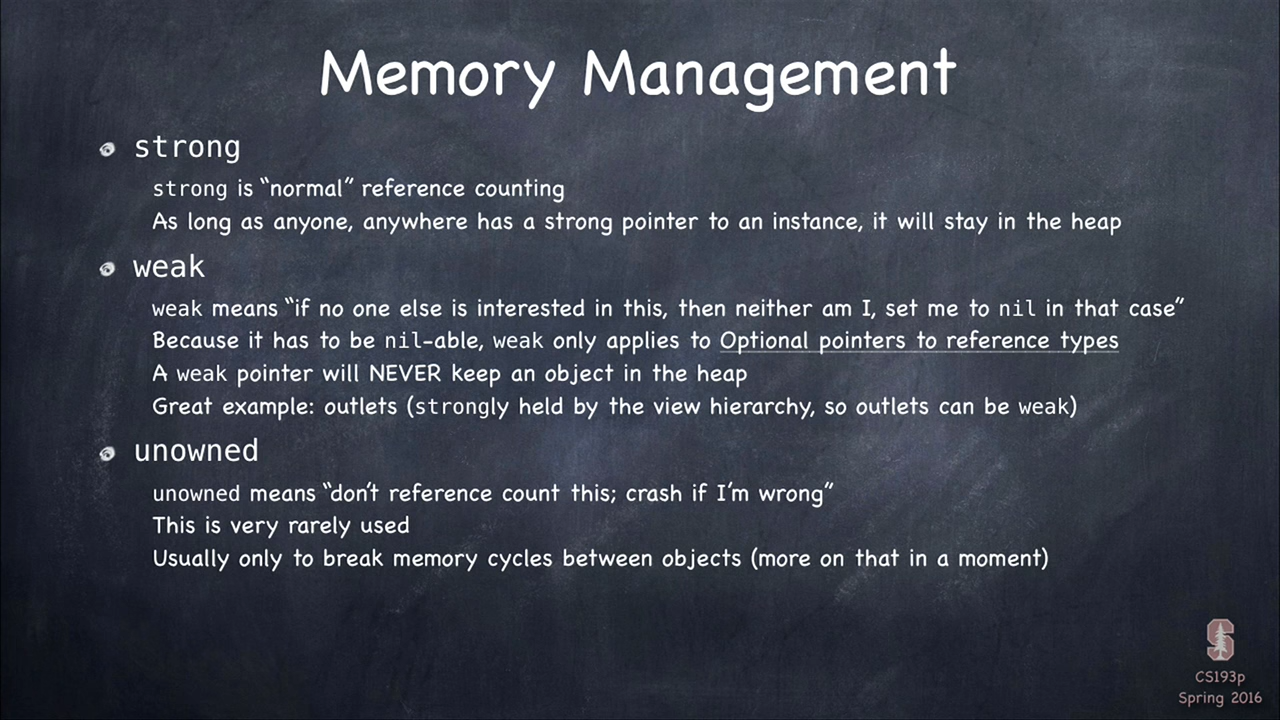 Memory Management
strong
strong is “normal” reference counting
As long as anyone, anywhere has a strong pointer to an instance, it will stay in the heap
weak
weak means “if no one else is interested in this, then neither am I, set me to nil in that case”
Because it has to be nil-able, weak only applies to Optional pointers to reference types
A weak pointer will NEVER keep an object in the heap
Great example: outlets (strongly held by the view hierarchy, so outlets can be weak)
unowned
unowned means “don’t reference count this; crash if I’m wrong”
This is very rarely used
Usually only to break memory cycles between objects (more on that in a moment)
S
CS193p
Spring 2016